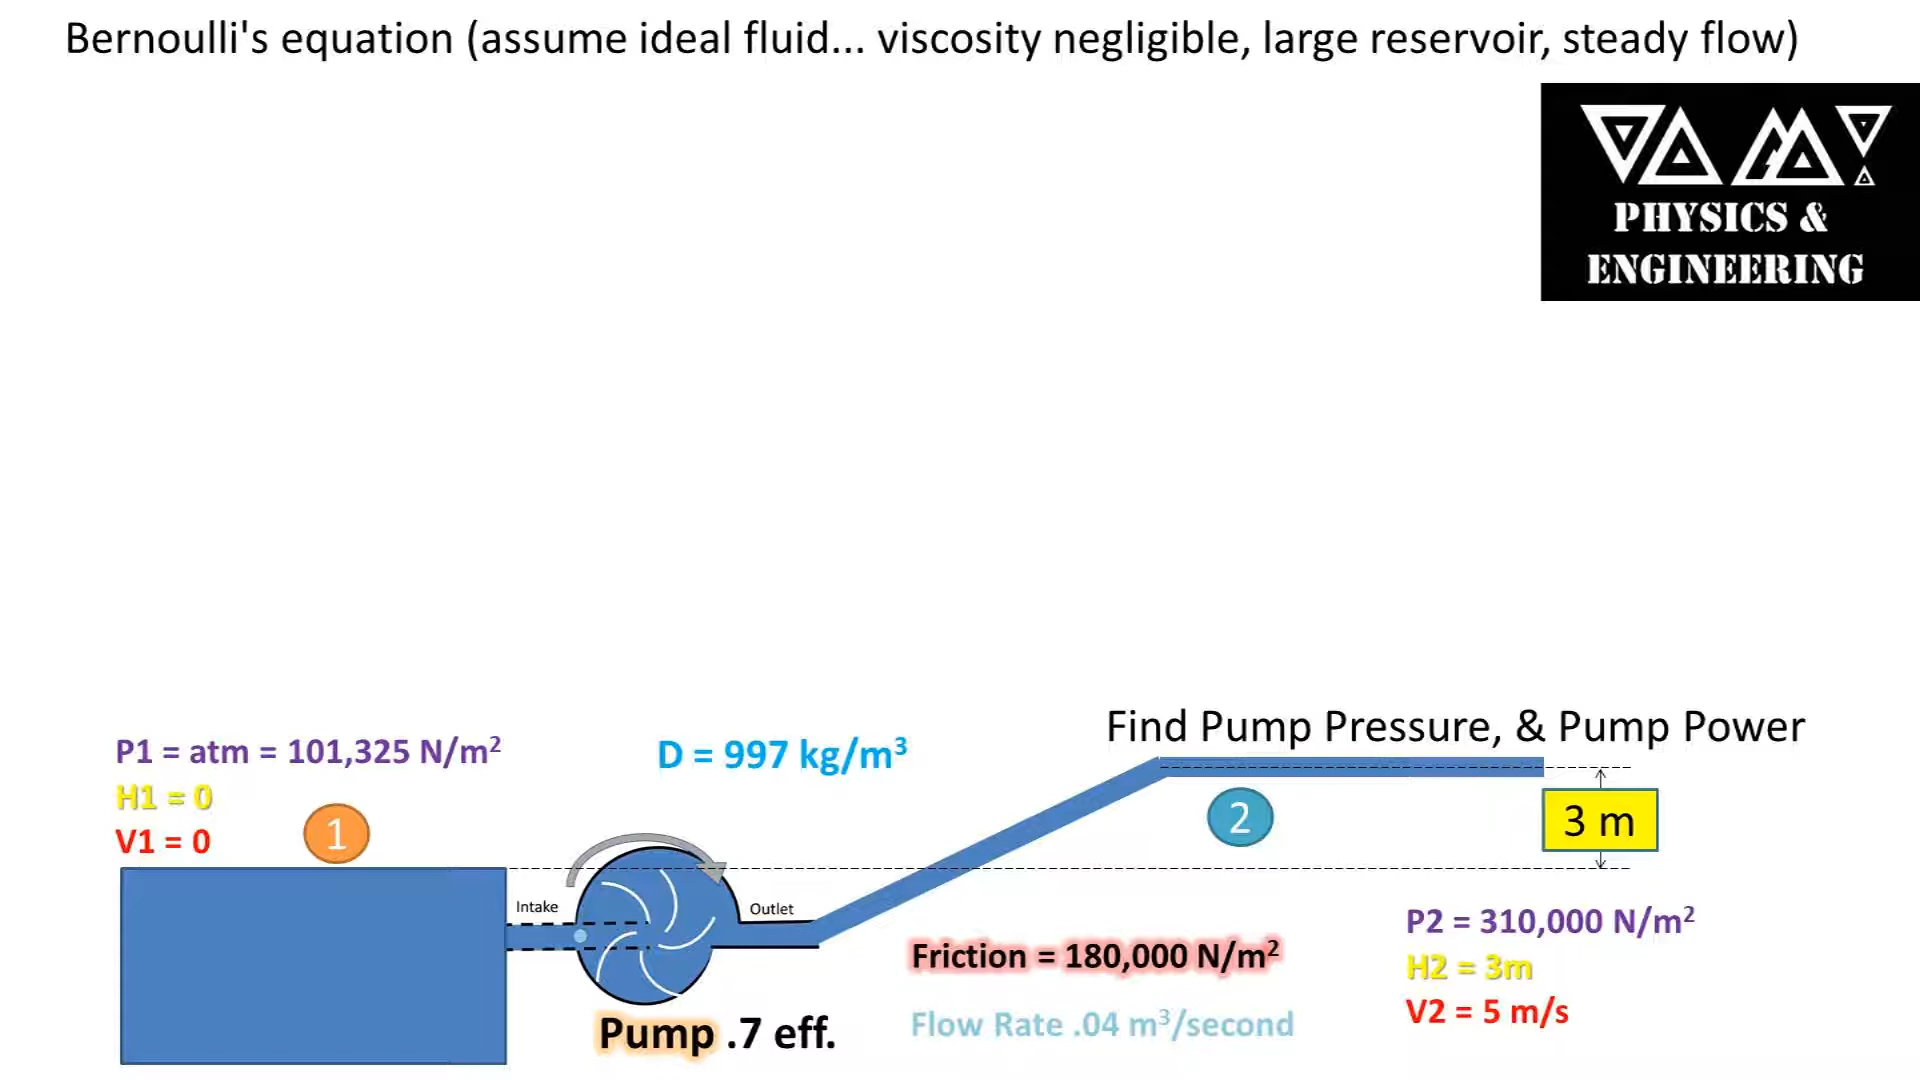 Bernoulli's equation (assume ideal fluid... viscosity negligible, large reservoir, steady flow)
PHYSICS &
ENGINEERING
Find Pump Pressure, & Pump Power
P1 = atm = 101,325 N/m²
H1 = 0
V1 = 0
1
D = 997 kg/m³
2
3 m
Intake
Outlet
Pump .7 eff.
Friction = 180,000 N/m²
Flow Rate .04 m³/second
P2 = 310,000 N/m²
H2 = 3m
V2 = 5 m/s